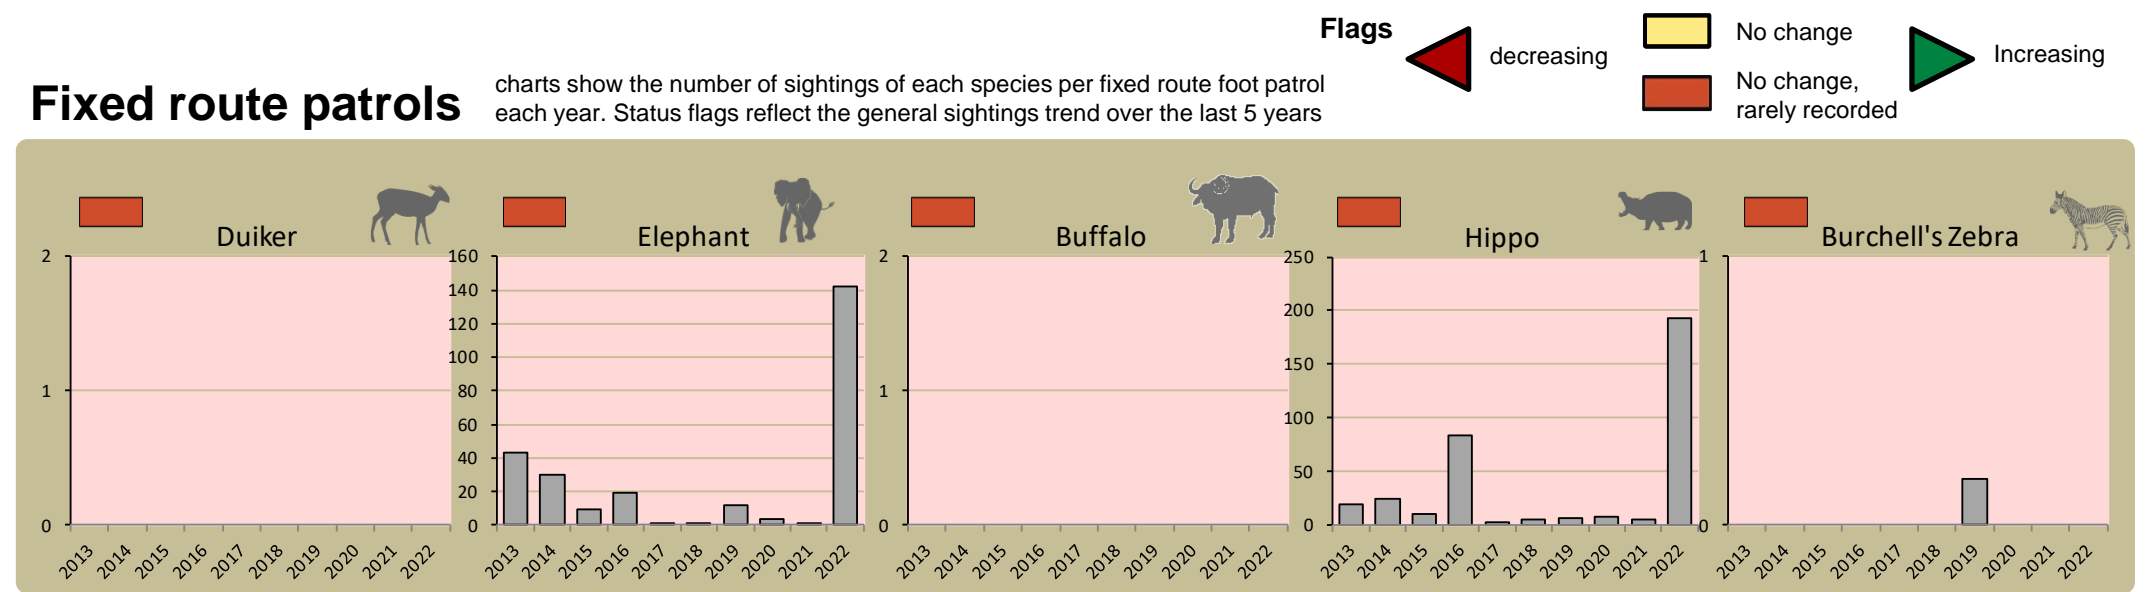 Flags
decreasing
No change
No change,
rarely recorded
Increasing
Fixed route patrols
charts show the number of sightings of each species per fixed route foot patrol
each year. Status flags reflect the general sightings trend over the last 5 years
Duiker
2
1
0
2013 2014 2015 2016 2017 2018 2019 2020 2021 2022
Elephant
160
140
120
100
80
60
40
20
0
2013 2014 2015 2016 2017 2018 2019 2020 2021 2022
Buffalo
2
1
0
2013 2014 2015 2016 2017 2018 2019 2020 2021 2022
Hippo
250
200
150
100
50
0
2013 2014 2015 2016 2017 2018 2019 2020 2021 2022
Burchell's Zebra
1
0
2013 2014 2015 2016 2017 2018 2019 2020 2021 2022